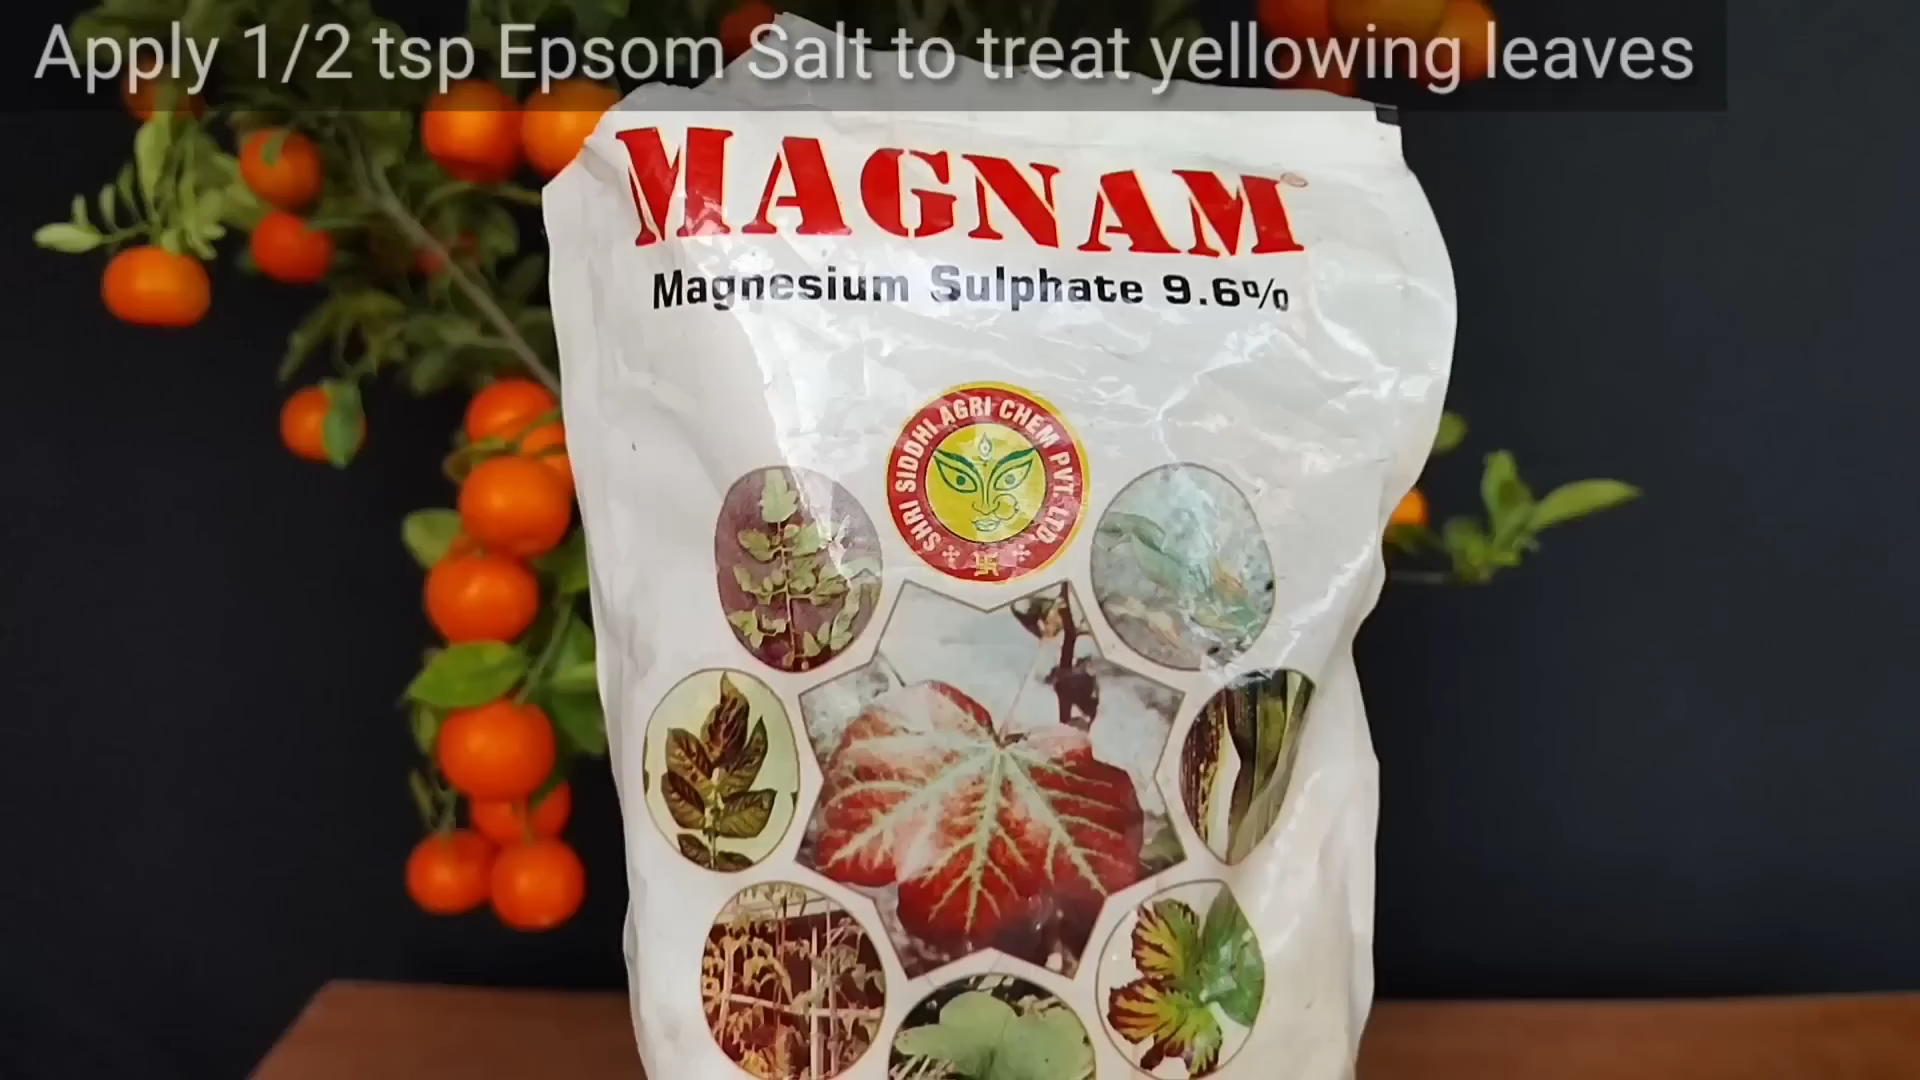 Apply 1/2 tsp Epsom Salt to treat yellowing leaves
MAGNAM®
Magnesium Sulphate 9.6%
SHRI SIDDHI AGRI CHEM PVT. LTD.